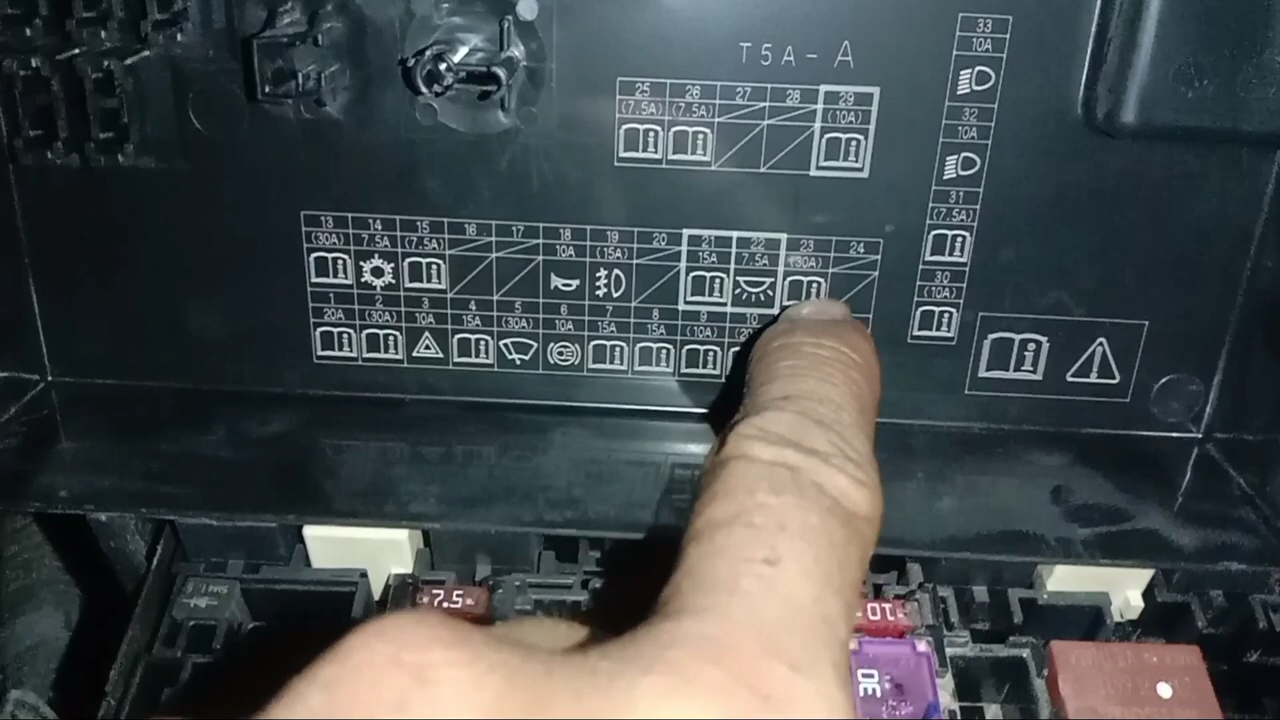 T5A-A
25 26 27 28 29
(7.5A) (7.5A) (10A)
33
10A
32
10A
31
(7.5A)
30
(10A)
13 14 15 16 17 18 19 20 21 22 23 24
(30A) 7.5A (7.5A) 10A (15A) 15A 7.5A (30A)
1 2 3 4 5 6 7 8 9 10
20A (30A) 10A 15A (30A) 10A 15A 15A (10A)
7.5
10
30